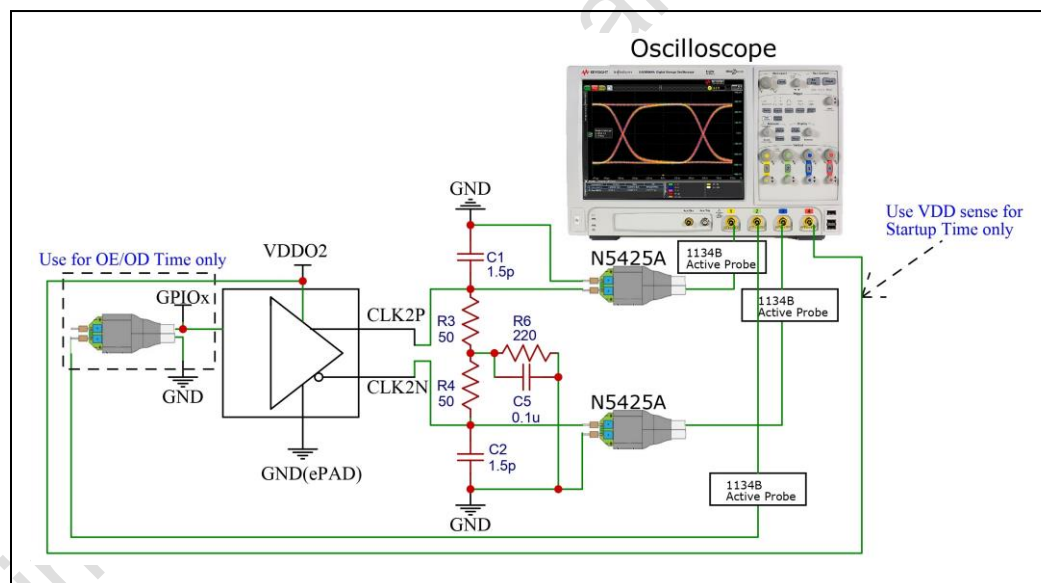 Oscilloscope
GND
Use VDD sense for
Startup Time only
Use for OE/OD Time only
VDDO2
C1
1.5p
N5425A
1134B
Active Probe
GPIOx
1134B
Active Probe
CLK2P
R3
50
R6
220
GND
CLK2N
R4
50
C5
0.1u
N5425A
C2
1.5p
GND(ePAD)
1134B
Active Probe
GND